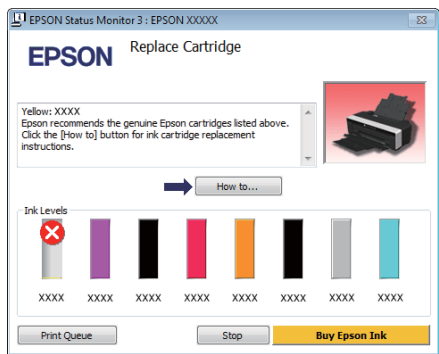 EPSON Status Monitor 3 : EPSON XXXXX
EPSON
Replace Cartridge
Yellow: XXXX
Epson recommends the genuine Epson cartridges listed above.
Click the [How to] button for ink cartridge replacement
instructions.
How to...
Ink Levels
XXXX XXXX XXXX XXXX XXXX XXXX XXXX XXXX
Print Queue Stop Buy Epson Ink